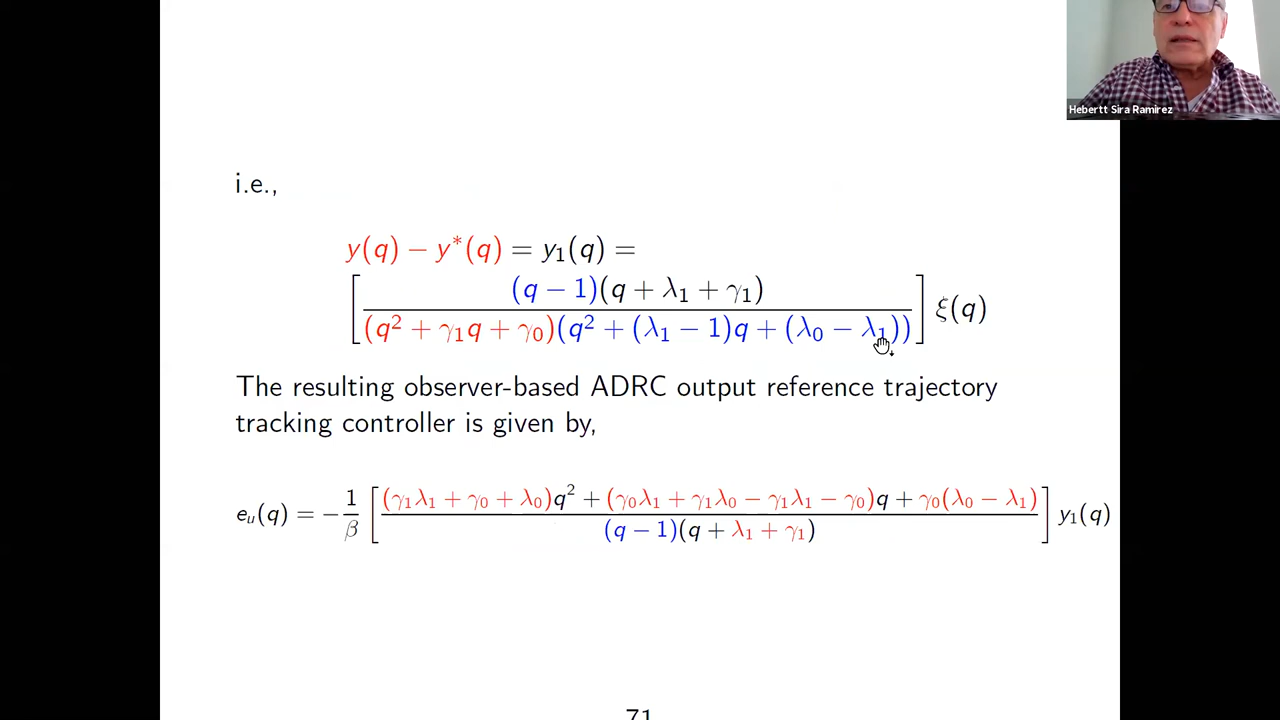 Hebertt Sira Ramirez
i.e.,
y(q) − y*(q) = y₁(q) =
[ (q − 1)(q + λ₁ + γ₁) / (q² + γ₁q + γ₀)(q² + (λ₁ − 1)q + (λ₀ − λ₁)) ] ξ(q)
The resulting observer-based ADRC output reference trajectory
tracking controller is given by,
e_u(q) = − 1/β [ (γ₁λ₁ + γ₀ + λ₀)q² + (γ₀λ₁ + γ₁λ₀ − γ₁λ₁ − γ₀)q + γ₀(λ₀ − λ₁) / (q − 1)(q + λ₁ + γ₁) ] y₁(q)
71